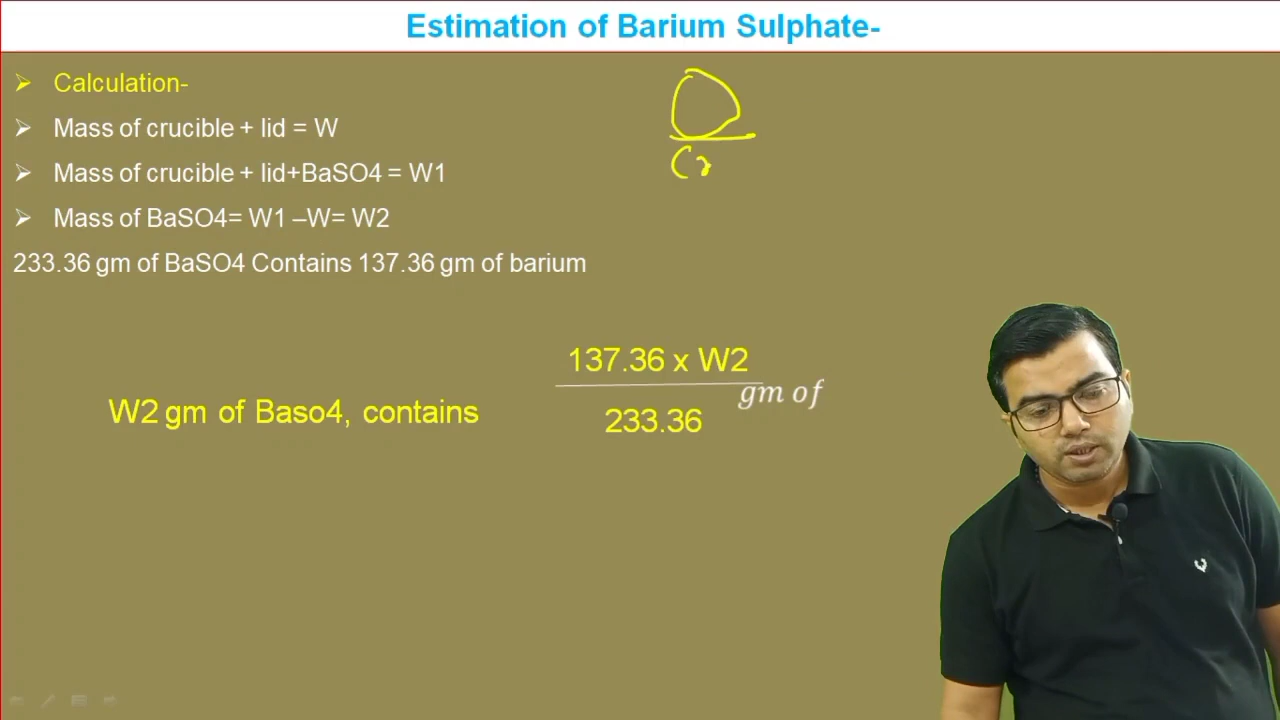 Estimation of Barium Sulphate-
Calculation-
Mass of crucible + lid = W
Mass of crucible + lid+BaSO4 = W1
Mass of BaSO4= W1 –W= W2
233.36 gm of BaSO4 Contains 137.36 gm of barium
137.36 x W2
W2 gm of Baso4, contains
gm of
233.36